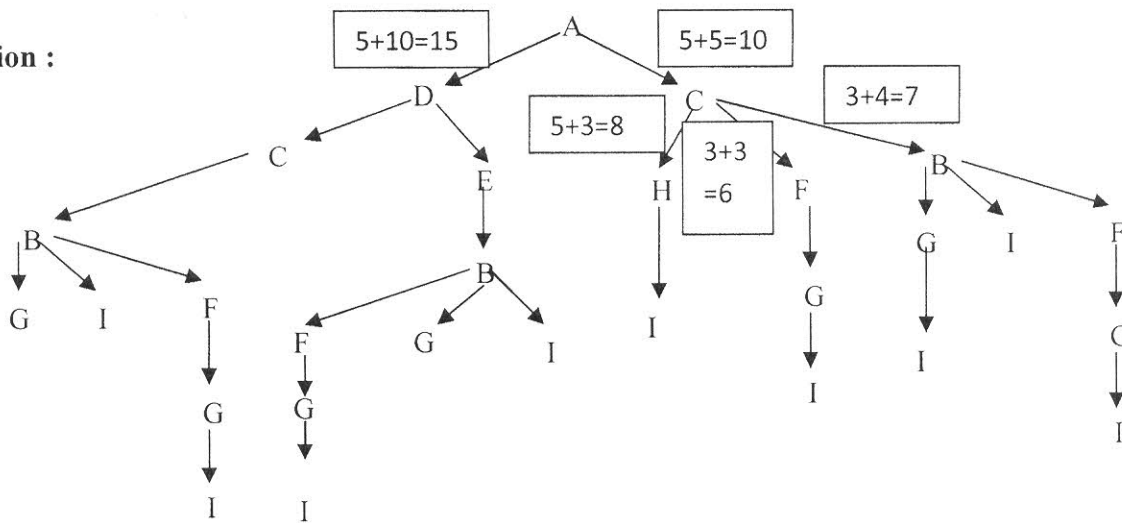 5+10=15 A 5+5=10
ion :
D C 3+4=7
5+3=8
C E H 3+3 F B
=6
B G I F
G I F B
F G I I G
G I
G G I
I
I I